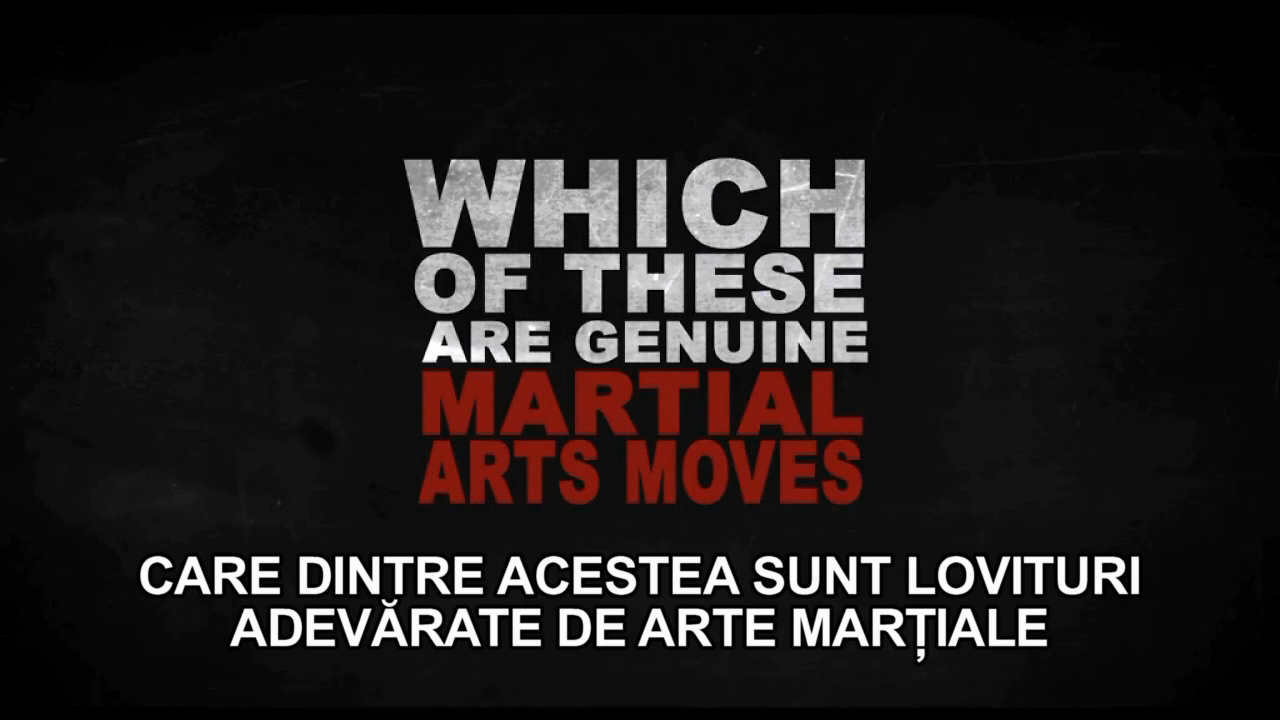 WHICH
OF THESE
ARE GENUINE
MARTIAL
ARTS MOVES
CARE DINTRE ACESTEA SUNT LOVITURI
ADEVĂRATE DE ARTE MARȚIALE